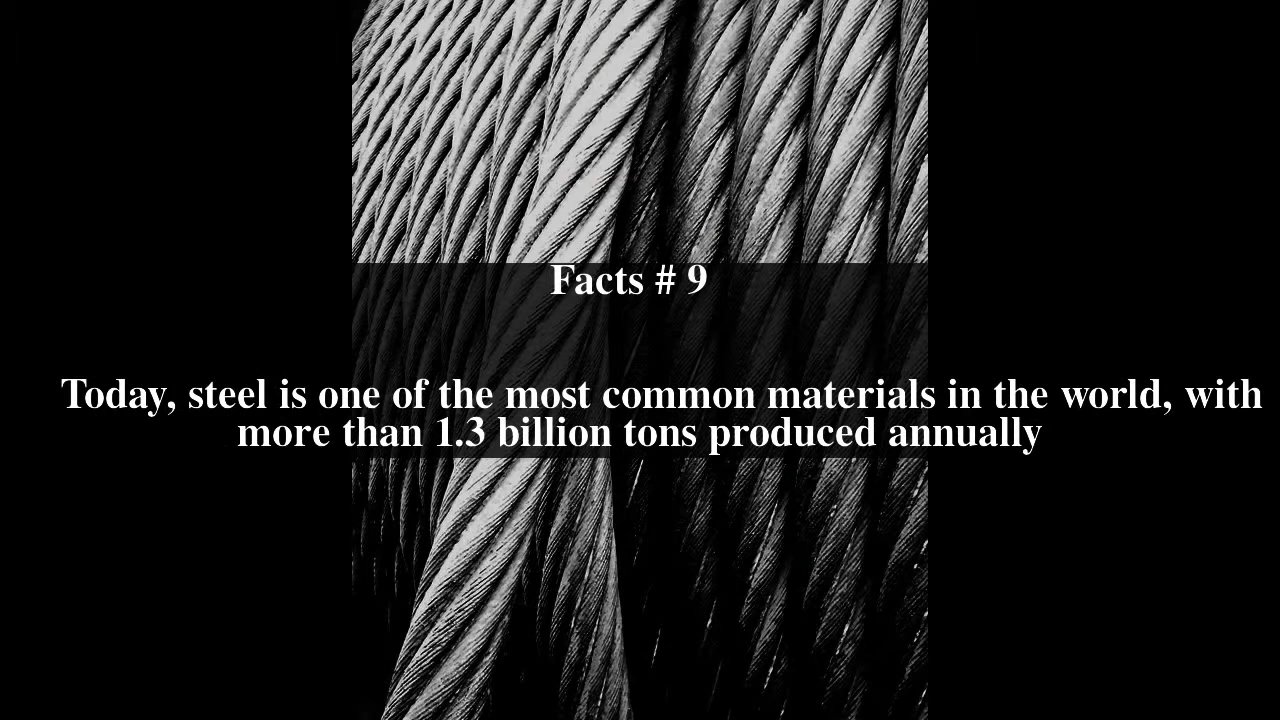 Facts # 9
Today, steel is one of the most common materials in the world, with
more than 1.3 billion tons produced annually